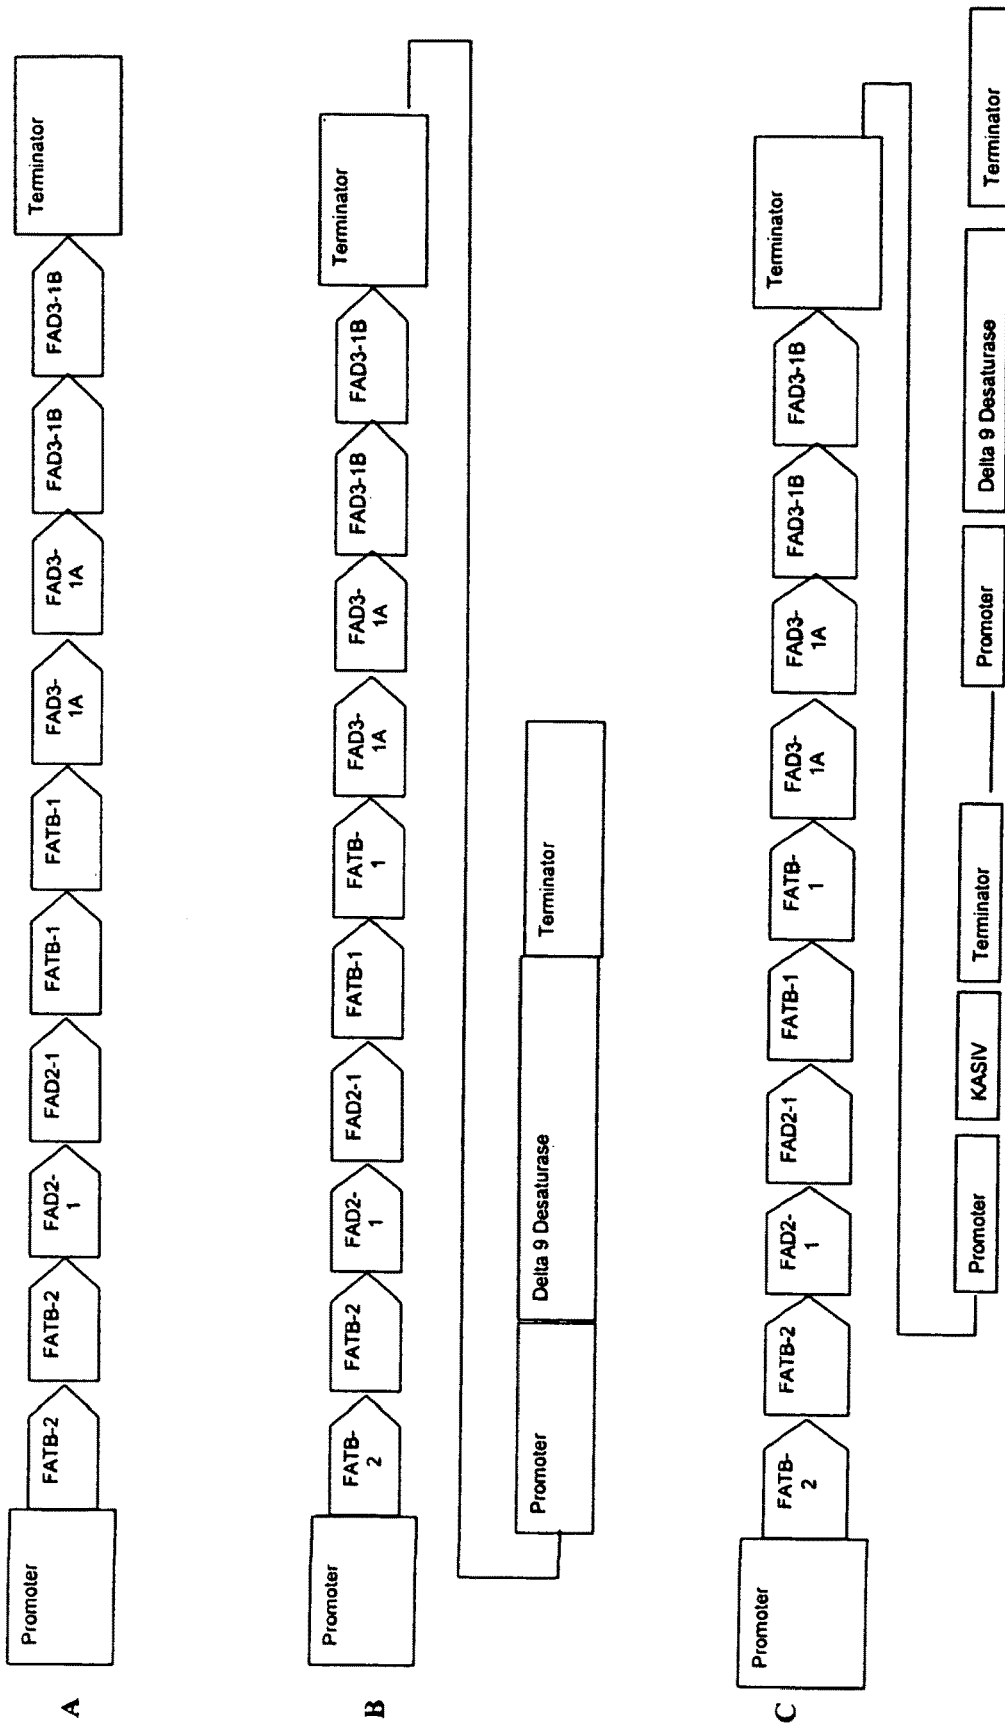 A
Promoter
FATB-2
FATB-2
FAD2-
1
FAD2-1
FATB-1
FATB-1
FAD3-
1A
FAD3-
1A
FAD3-1B
FAD3-1B
Terminator
B
Promoter
FATB-
2
FATB-2
FAD2-
1
FAD2-1
FATB-1
FATB-
1
FAD3-
1A
FAD3-
1A
FAD3-1B
FAD3-1B
Terminator
Promoter
Delta 9 Desaturase
Terminator
C
Promoter
FATB-
2
FATB-2
FAD2-
1
FAD2-1
FATB-1
FATB-
1
FAD3-
1A
FAD3-
1A
FAD3-1B
FAD3-1B
Terminator
Promoter
KASIV
Terminator
Promoter
Delta 9 Desaturase
Terminator